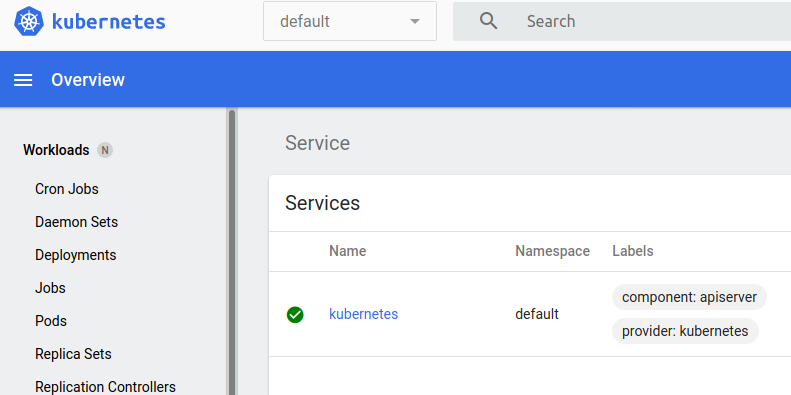 kubernetes
default
Search
Overview
Workloads N
Cron Jobs
Daemon Sets
Deployments
Jobs
Pods
Replica Sets
Replication Controllers
Service
Services
Name Namespace Labels
kubernetes default component: apiserver
provider: kubernetes